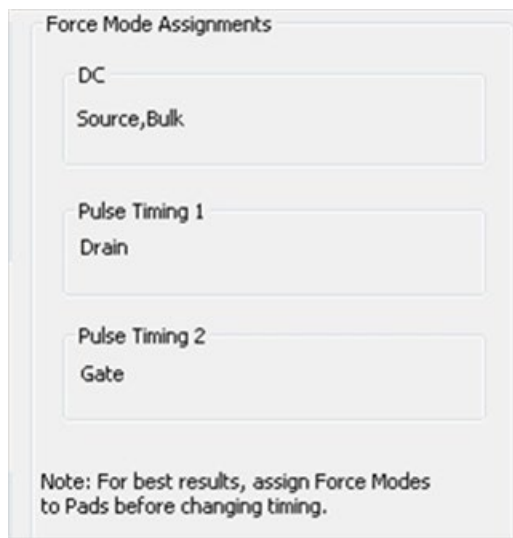 Force Mode Assignments
DC
Source,Bulk
Pulse Timing 1
Drain
Pulse Timing 2
Gate
Note: For best results, assign Force Modes
to Pads before changing timing.